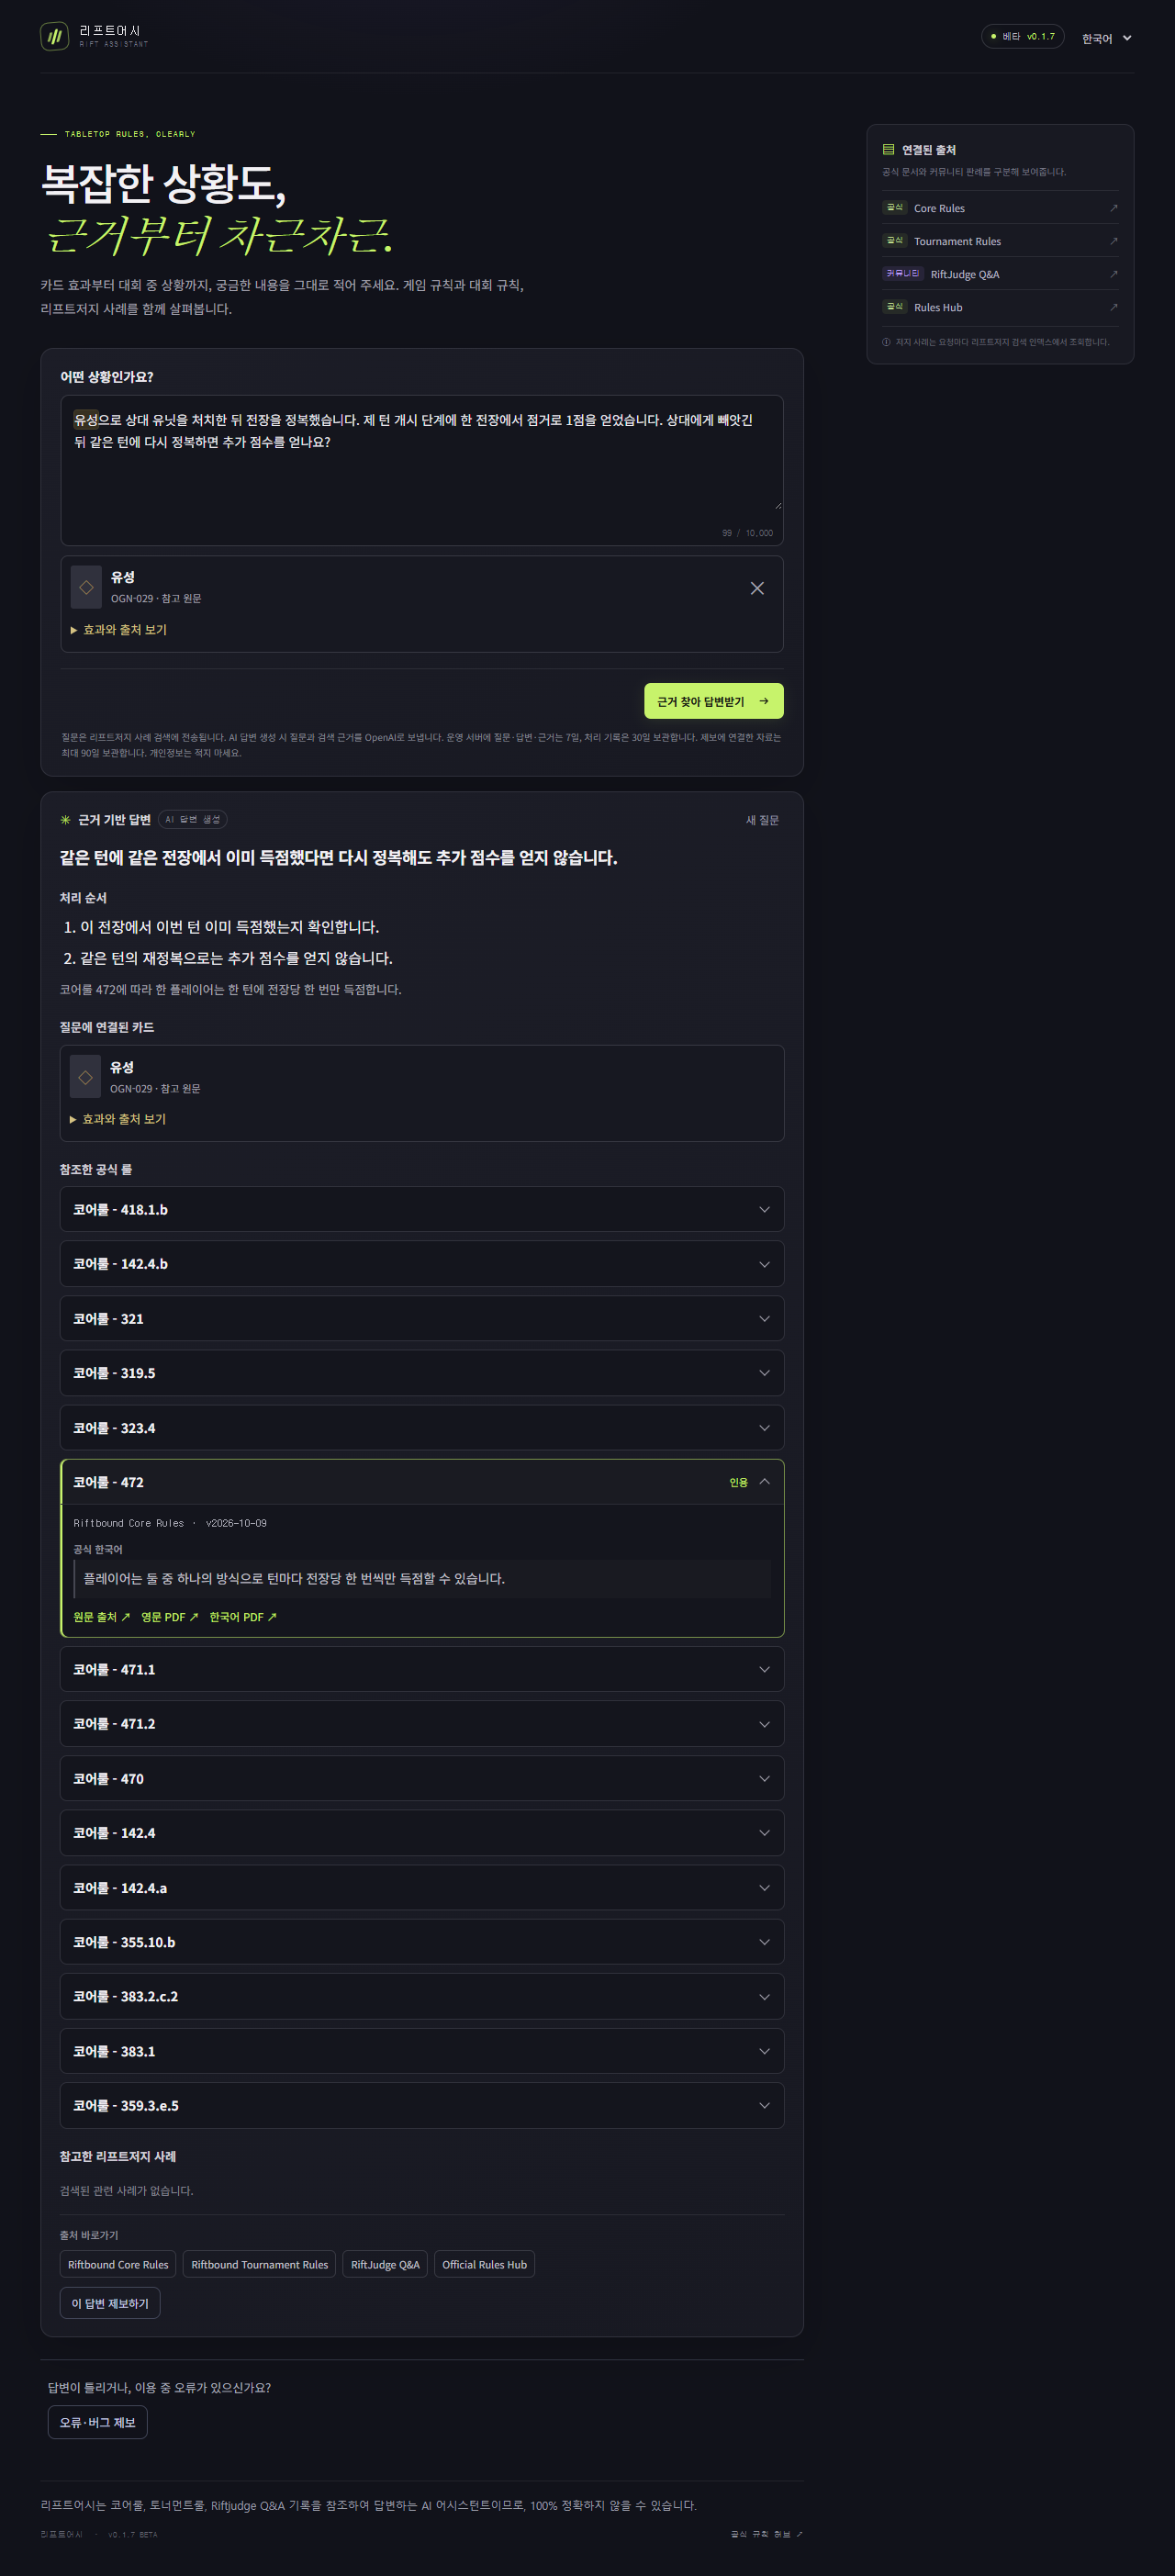 리프트어시
RIFT ASSISTANT
베타 v0.1.7
한국어
TABLETOP RULES, CLEARLY
복잡한 상황도,
근거부터 차근차근.
카드 효과부터 대회 중 상황까지, 궁금한 내용을 그대로 적어 주세요. 게임 규칙과 대회 규칙,
리프트저지 사례를 함께 살펴봅니다.
연결된 출처
공식 문서와 커뮤니티 판례를 구분해 보여줍니다.
공식 Core Rules ↗
공식 Tournament Rules ↗
커뮤니티 RiftJudge Q&A ↗
공식 Rules Hub ↗
저지 사례는 요청마다 리프트저지 검색 인덱스에서 조회합니다.
어떤 상황인가요?
유성으로 상대 유닛을 처치한 뒤 전장을 정복했습니다. 제 턴 개시 단계에 한 전장에서 점거로 1점을 얻었습니다. 상대에게 빼앗긴
뒤 같은 턴에 다시 정복하면 추가 점수를 얻나요?
99 / 10,000
유성
OGN-029 · 참고 원문
▶ 효과와 출처 보기
근거 찾아 답변받기 →
질문은 리프트저지 사례 검색에 전송됩니다. AI 답변 생성 시 질문과 검색 근거를 OpenAI로 보냅니다. 운영 서버에 질문·답변·근거는 7일, 처리 기록은 30일 보관합니다. 제보에 연결한 자료는
최대 90일 보관합니다. 개인정보는 적지 마세요.
근거 기반 답변 AI 답변 생성
새 질문
같은 턴에 같은 전장에서 이미 득점했다면 다시 정복해도 추가 점수를 얻지 않습니다.
처리 순서
1. 이 전장에서 이번 턴 이미 득점했는지 확인합니다.
2. 같은 턴의 재정복으로는 추가 점수를 얻지 않습니다.
코어룰 472에 따라 한 플레이어는 한 턴에 전장당 한 번만 득점합니다.
질문에 연결된 카드
유성
OGN-029 · 참고 원문
▶ 효과와 출처 보기
참조한 공식 룰
코어룰 - 418.1.b
코어룰 - 142.4.b
코어룰 - 321
코어룰 - 319.5
코어룰 - 323.4
코어룰 - 472
인용
Riftbound Core Rules · v2026-10-09
공식 한국어
플레이어는 둘 중 하나의 방식으로 턴마다 전장당 한 번씩만 득점할 수 있습니다.
원문 출처 ↗ 영문 PDF ↗ 한국어 PDF ↗
코어룰 - 471.1
코어룰 - 471.2
코어룰 - 470
코어룰 - 142.4
코어룰 - 142.4.a
코어룰 - 355.10.b
코어룰 - 383.2.c.2
코어룰 - 383.1
코어룰 - 359.3.e.5
참고한 리프트저지 사례
검색된 관련 사례가 없습니다.
출처 바로가기
Riftbound Core Rules
Riftbound Tournament Rules
RiftJudge Q&A
Official Rules Hub
이 답변 제보하기
답변이 틀리거나, 이용 중 오류가 있으신가요?
오류·버그 제보
리프트어시는 코어룰, 토너먼트룰, Riftjudge Q&A 기록을 참조하여 답변하는 AI 어시스턴트이므로, 100% 정확하지 않을 수 있습니다.
리프트어시 · v0.1.7 BETA
공식 규칙 허브 ↗